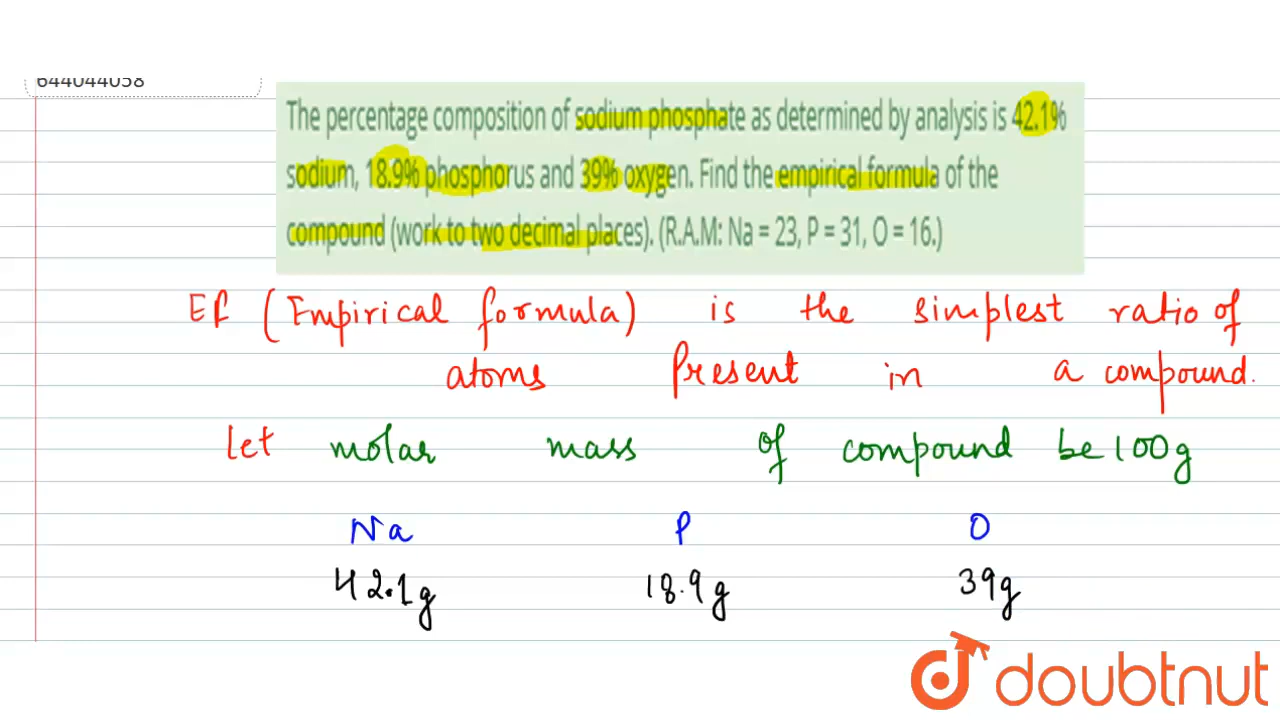 644044058
The percentage composition of sodium phosphate as determined by analysis is 42.1%
sodium, 18.9% phosphorus and 39% oxygen. Find the empirical formula of the
compound (work to two decimal places). (R.A.M: Na = 23, P = 31, O = 16.)
EF (Empirical formula) is the simplest ratio of
atoms Present in a compound.
Let molar mass of compound be 100g
Na P O
42.1g 18.9g 39g
doubtnut